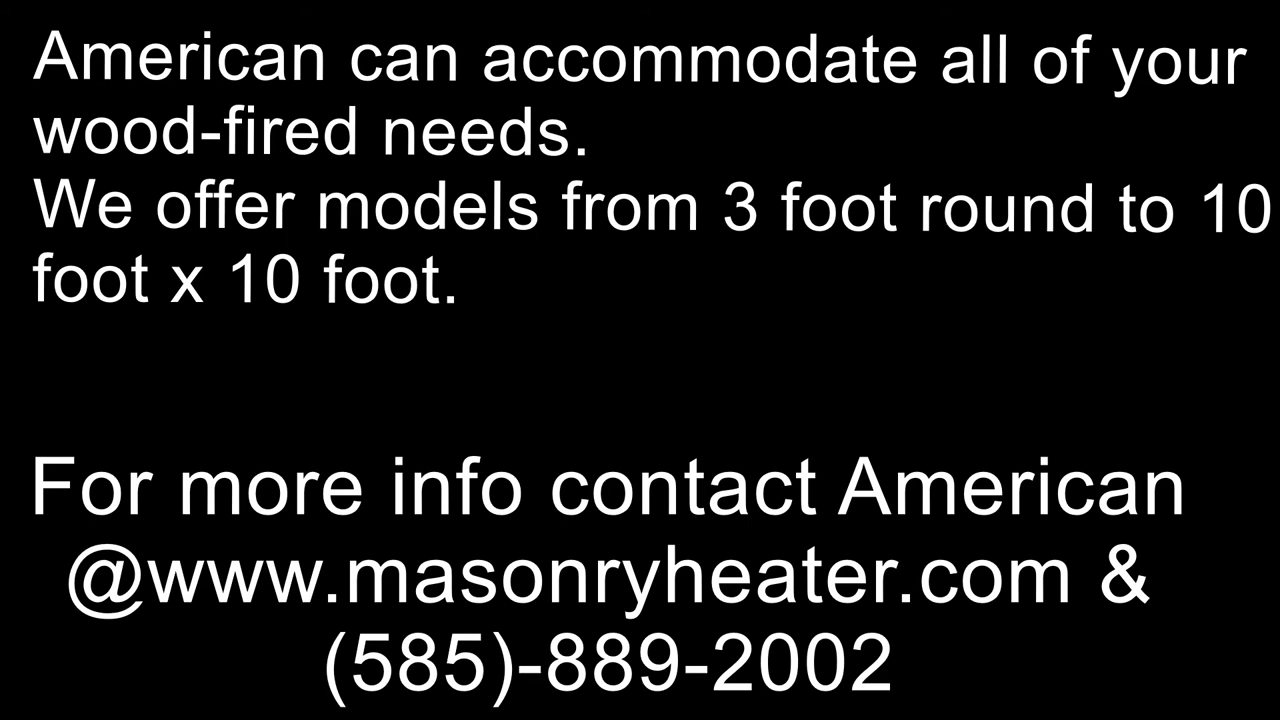 American can accommodate all of your
wood-fired needs.
We offer models from 3 foot round to 10
foot x 10 foot.
For more info contact American
@www.masonryheater.com &
(585)-889-2002